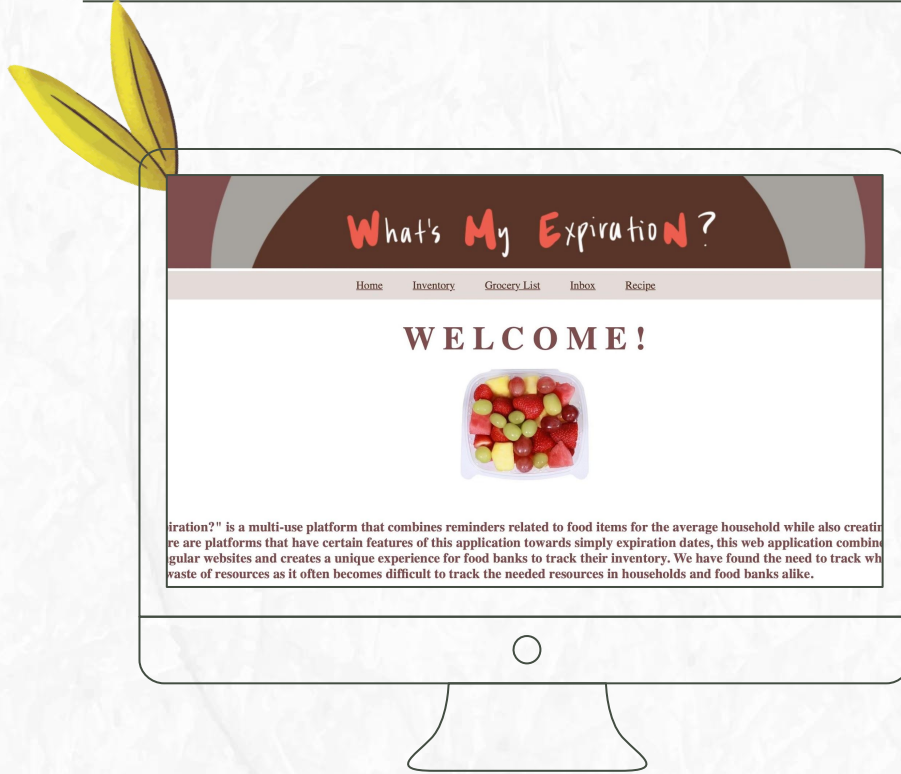 What's My ExpiratioN?
Home Inventory Grocery List Inbox Recipe
WELCOME!
iration?" is a multi-use platform that combines reminders related to food items for the average household while also creatin
re are platforms that have certain features of this application towards simply expiration dates, this web application combine
gular websites and creates a unique experience for food banks to track their inventory. We have found the need to track wh
waste of resources as it often becomes difficult to track the needed resources in households and food banks alike.